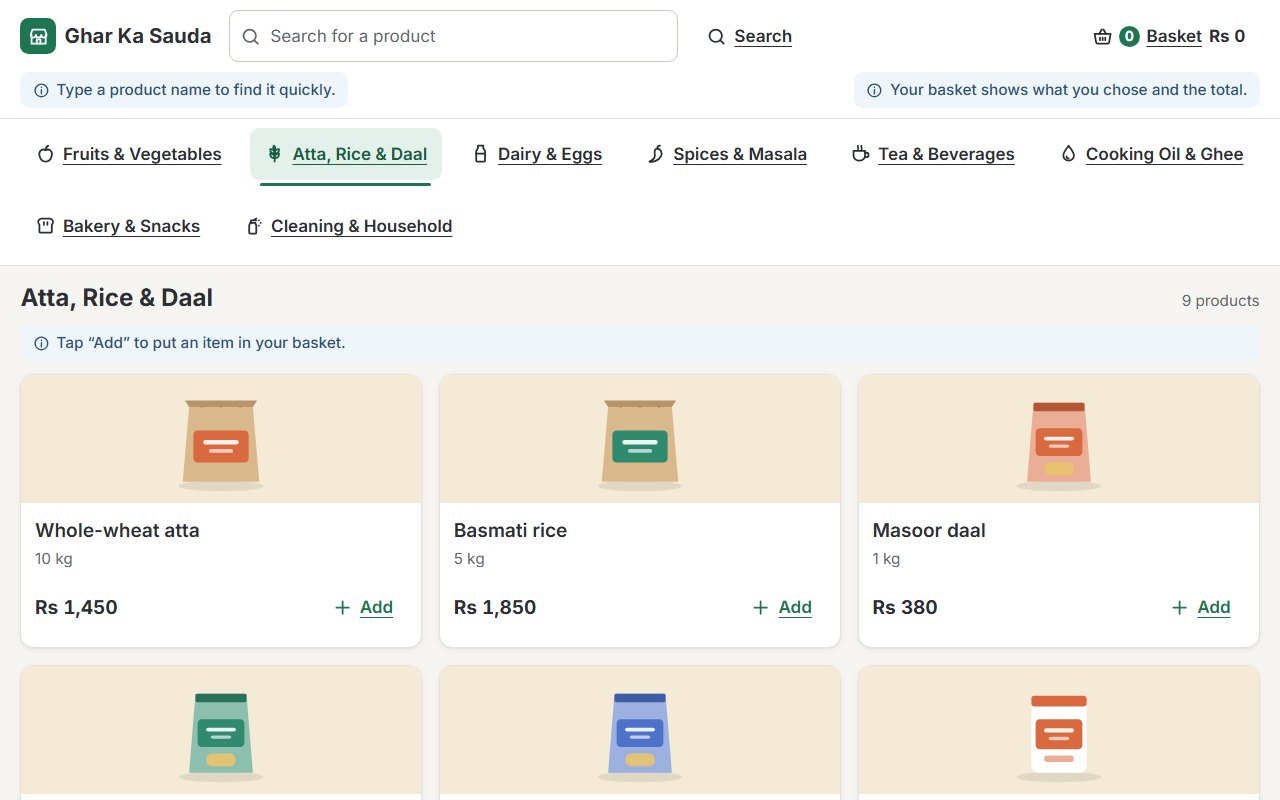 Ghar Ka Sauda
Search for a product
Search
0 Basket Rs 0
Type a product name to find it quickly.
Your basket shows what you chose and the total.
Fruits & Vegetables
Atta, Rice & Daal
Dairy & Eggs
Spices & Masala
Tea & Beverages
Cooking Oil & Ghee
Bakery & Snacks
Cleaning & Household
Atta, Rice & Daal
9 products
Tap “Add” to put an item in your basket.
Whole-wheat atta
10 kg
Rs 1,450
Add
Basmati rice
5 kg
Rs 1,850
Add
Masoor daal
1 kg
Rs 380
Add